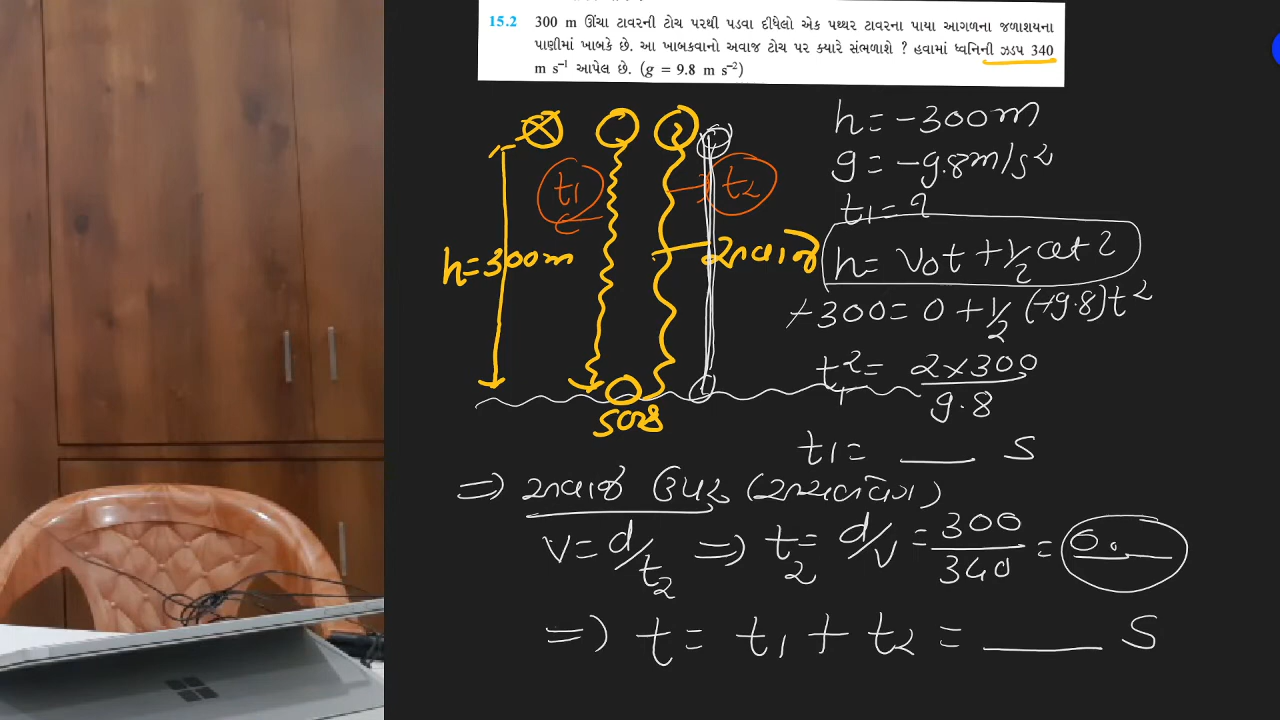 15.2 300 m ઊંચા ટાવરની ટોચ પરથી પડવા દીધેલો એક પથ્થર ટાવરના પાયા આગળના જળાશયના
પાણીમાં ખાબકે છે. આ ખાબકવાનો અવાજ ટોચ પર ક્યારે સંભળાશે ? હવામાં ધ્વનિની ઝડપ 340
m s⁻¹ આપેલ છે. (g = 9.8 m s⁻²)
h = -300m
g = -9.8m/s²
t₁ = ?
t₁
t₂
h=300m
અવાજ
h = v₀t + 1/2 at²
-300 = 0 + 1/2 (-9.8)t²
t₁² = 2×300/9.8
t₁ = ___ s
⇒ અવાજ ઉપર
v = d/t₂ ⇒ t₂ = d/v = 300/340 = 0.___
⇒ t = t₁ + t₂ = ___ s